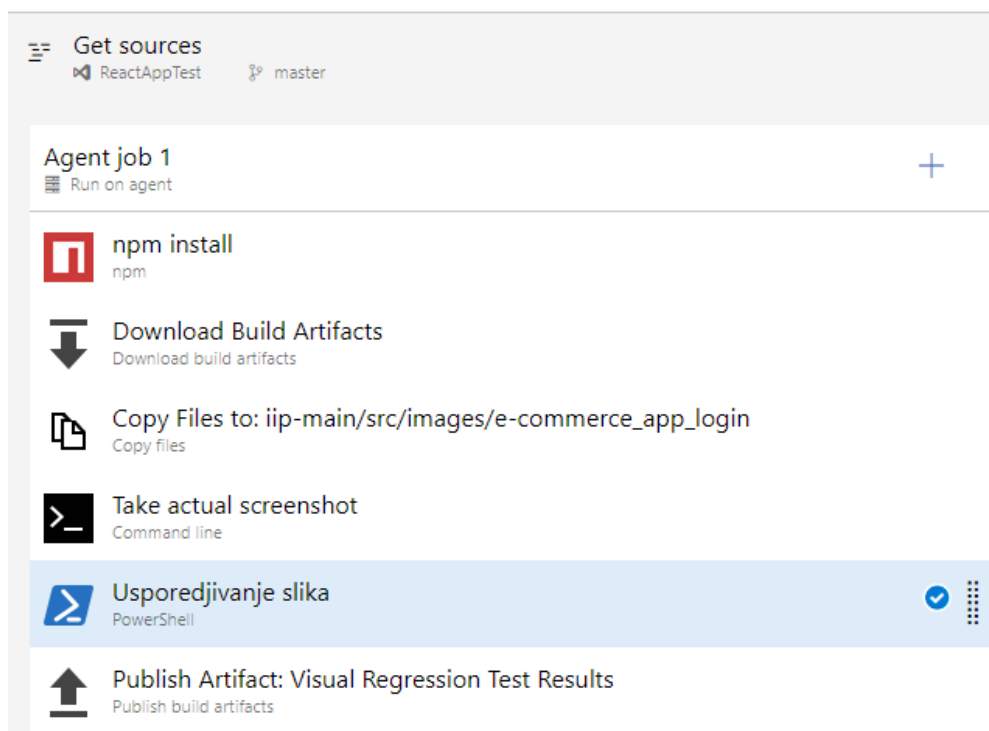 Get sources
ReactAppTest master
Agent job 1
Run on agent
npm install
npm
Download Build Artifacts
Download build artifacts
Copy Files to: iip-main/src/images/e-commerce_app_login
Copy files
Take actual screenshot
Command line
Usporedjivanje slika
PowerShell
Publish Artifact: Visual Regression Test Results
Publish build artifacts